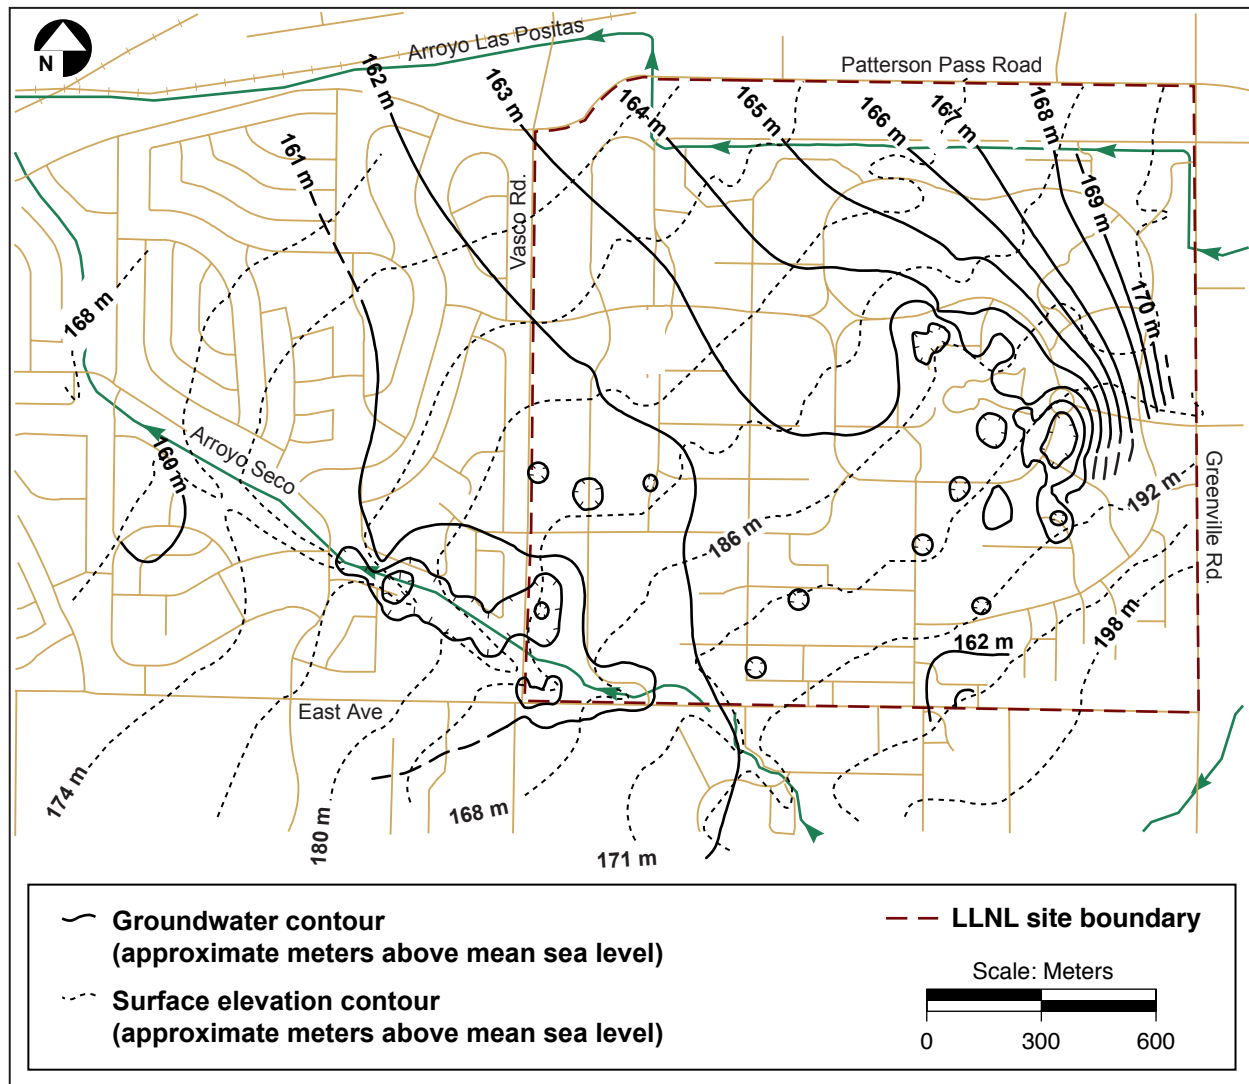 N
Arroyo Las Positas
Patterson Pass Road
162 m
163 m
164 m
165 m
166 m
167 m
168 m
161 m
169 m
Vasco Rd.
170 m
168 m
Arroyo Seco
160 m
Greenville Rd.
192 m
186 m
198 m
162 m
East Ave
174 m
180 m
168 m
171 m
Groundwater contour
(approximate meters above mean sea level)
Surface elevation contour
(approximate meters above mean sea level)
LLNL site boundary
Scale: Meters
0 300 600